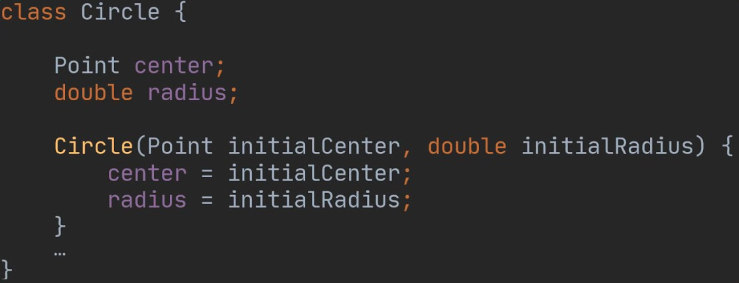 class Circle {
Point center;
double radius;
Circle(Point initialCenter, double initialRadius) {
center = initialCenter;
radius = initialRadius;
}
…
}